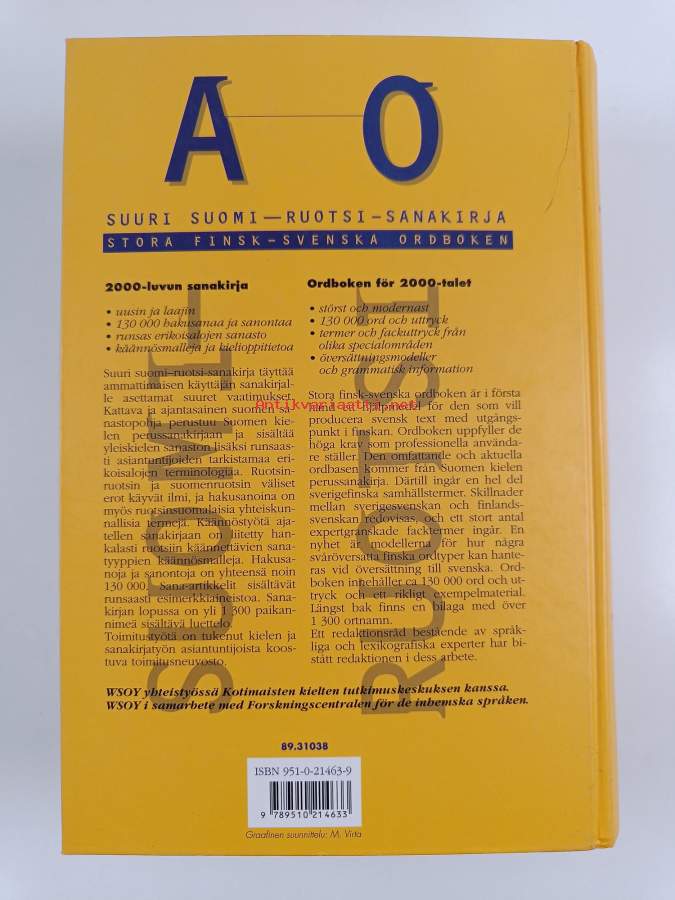 A O
SUURI SUOMI—RUOTSI-SANAKIRJA
STORA FINSK-SVENSKA ORDBOKEN
2000-luvun sanakirja
• uusin ja laajin
• 130 000 hakusanaa ja sanontaa
• runsas erikoisalojen sanasto
• käännösmalleja ja kielioppitietoa
Suuri suomi–ruotsi-sanakirja täyttää
ammattimaisen käyttäjän sanakirjal-
le asettamat suuret vaatimukset.
Kattava ja ajantasainen suomen sa-
nastopohja perustuu Suomen kie-
len perussanakirjaan ja sisältää
yleiskielen sanaston lisäksi runsaas-
ti asiantuntijoiden tarkistamaa eri-
koisalojen terminologiaa. Ruotsin-
ruotsin ja suomenruotsin väliset
erot käyvät ilmi, ja hakusanoina on
myös ruotsinsuomalaisia yhteiskun-
nallisia termejä. Käännöstyötä aja-
tellen sanakirjaan on liitetty han-
kalasti ruotsiin käännettävien sana-
tyyppien käännösmalleja. Hakusa-
noja ja sanontoja on yhteensä noin
130 000. Sana-artikkelit sisältävät
runsaasti esimerkkiaineistoa. Sana-
kirjan lopussa on yli 1 300 paikan-
nimeä sisältävä luettelo.
Toimitustyötä on tukenut kielen ja
sanakirjatyön asiantuntijoista koos-
tuva toimitusneuvosto.
Ordboken för 2000-talet
• störst och modernast
• 130 000 ord och uttryck
• termer och fackuttryck från
olika specialområden
• översättningsmodeller
och grammatisk information
Stora finsk-svenska ordboken är i första
hand ett hjälpmedel för den som vill
producera svensk text med utgångs-
punkt i finskan. Ordboken uppfyller de
höga krav som professionella använda-
re ställer. Den omfattande och aktuella
ordbasen kommer från Suomen kielen
perussanakirja. Därtill ingår en hel del
sverigefinska samhällstermer. Skillnader
mellan sverigesvenskan och finlands-
svenskan redovisas, och ett stort antal
expertgranskade facktermer ingår. En
nyhet är modellerna för hur några
svåröversatta finska ordtyper kan hante-
ras vid översättning till svenska. Ord-
boken innehåller ca 130 000 ord och ut-
tryck och ett rikligt exempelmaterial.
Längst bak finns en bilaga med över
1 300 ortnamn.
Ett redaktionsråd bestående av språk-
liga och lexikografiska experter har bi-
stått redaktionen i dess arbete.
SUOMI–
RUOTSI
antikvariaatti.net
WSOY yhteistyössä Kotimaisten kielten tutkimuskeskuksen kanssa.
WSOY i samarbete med Forskningscentralen för de inhemska språken.
89.31038
ISBN 951-0-21463-9
9 789510 214633
Graafinen suunnittelu: M. Virta